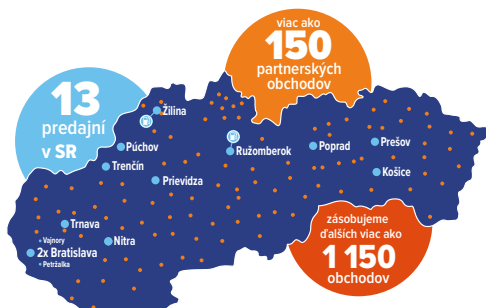 viac ako
150
partnerských
obchodov
13
predajní
v SR
Žilina
Púchov
Ružomberok
Poprad
Prešov
Trenčín
Prievidza
Košice
Trnava
Vajnory
Nitra
2x Bratislava
Petržalka
zásobujeme
ďalších viac ako
1 150
obchodov